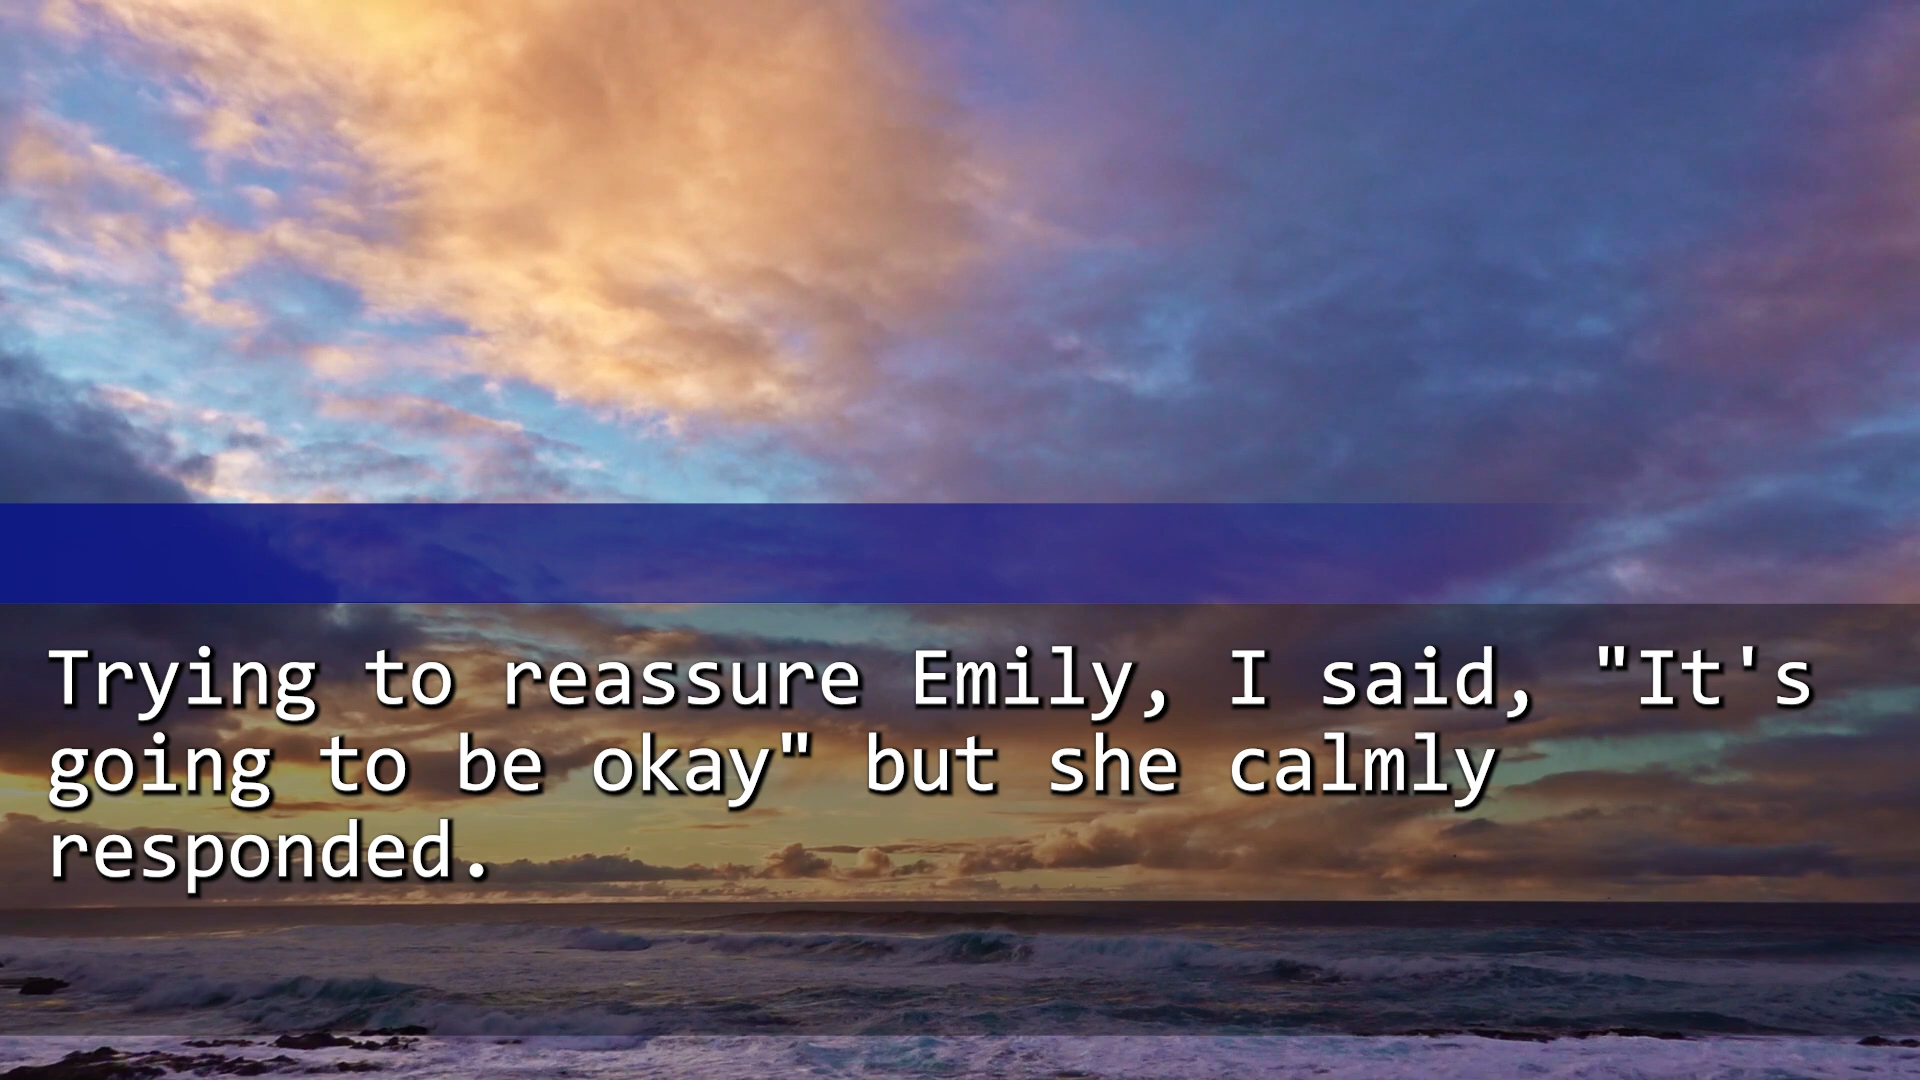 Trying to reassure Emily, I said, "It's
going to be okay" but she calmly
responded.